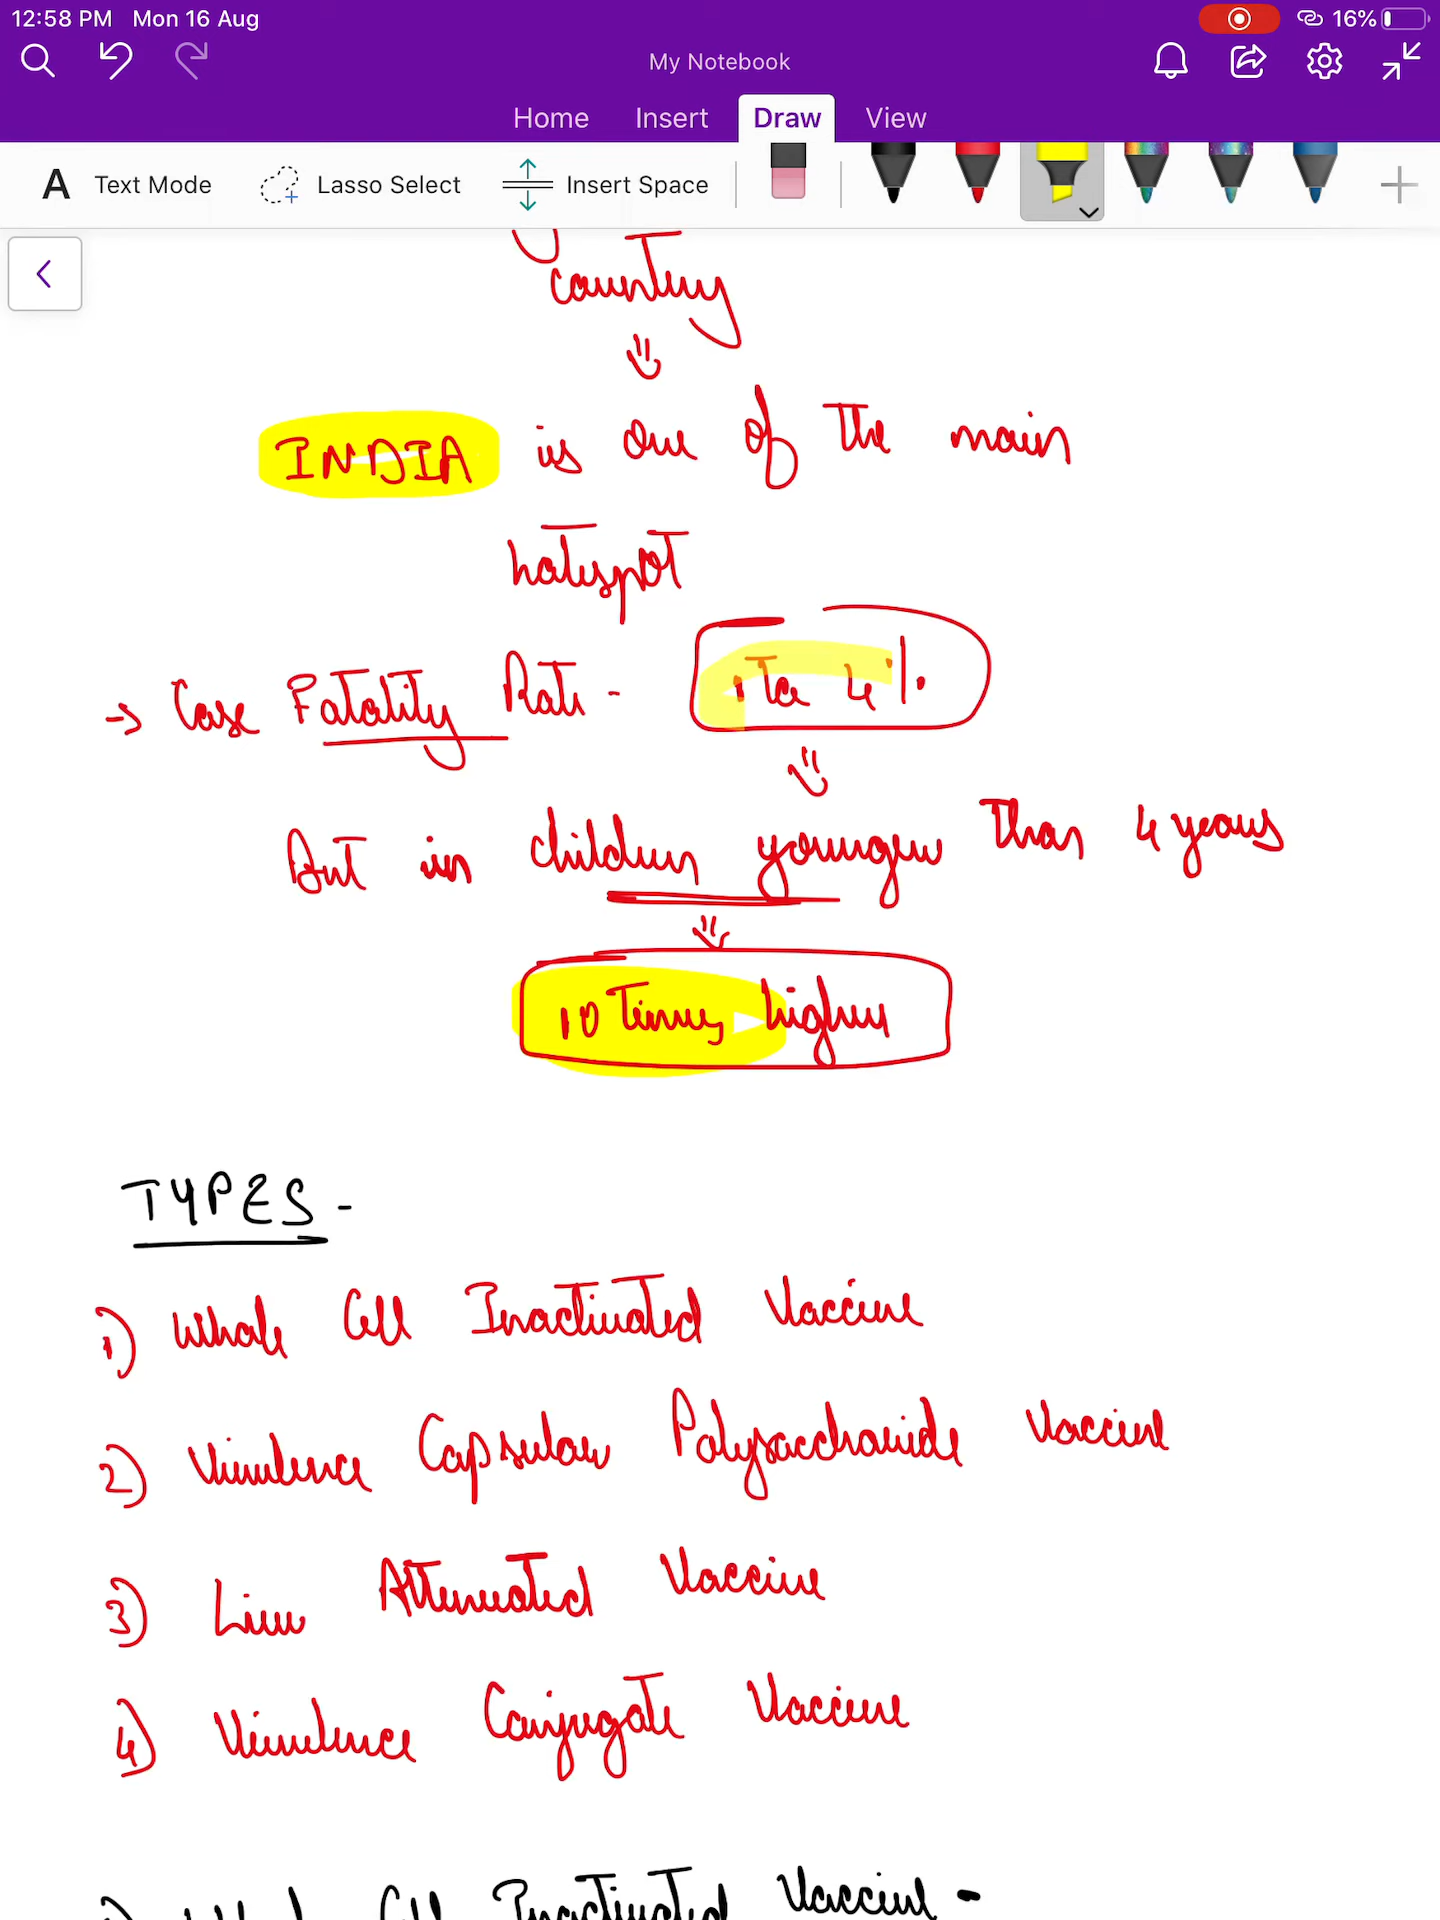 12:58 PM Mon 16 Aug 16%
My Notebook
Home Insert Draw View
A Text Mode Lasso Select Insert Space
country
INDIA is one of the main
hotspot
→ Case Fatality Rate - 1 to 4%.
But in children younger than 4 years
10 Times higher
TYPES -
1) Whole Cell Inactivated Vaccine
2) Virulence Capsular Polysaccharide Vaccine
3) Live Attenuated Vaccine
4) Virulence Conjugate Vaccine
Cell Inactivated Vaccine -